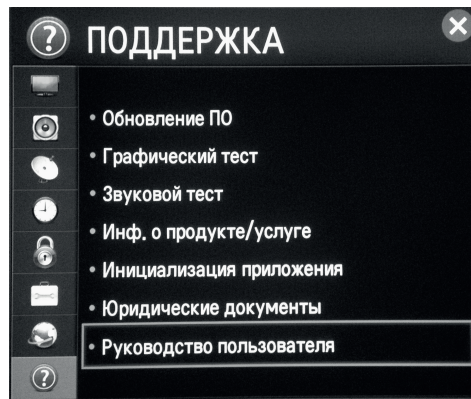 ПОДДЕРЖКА
• Обновление ПО
• Графический тест
• Звуковой тест
• Инф. о продукте/услуге
• Инициализация приложения
• Юридические документы
• Руководство пользователя